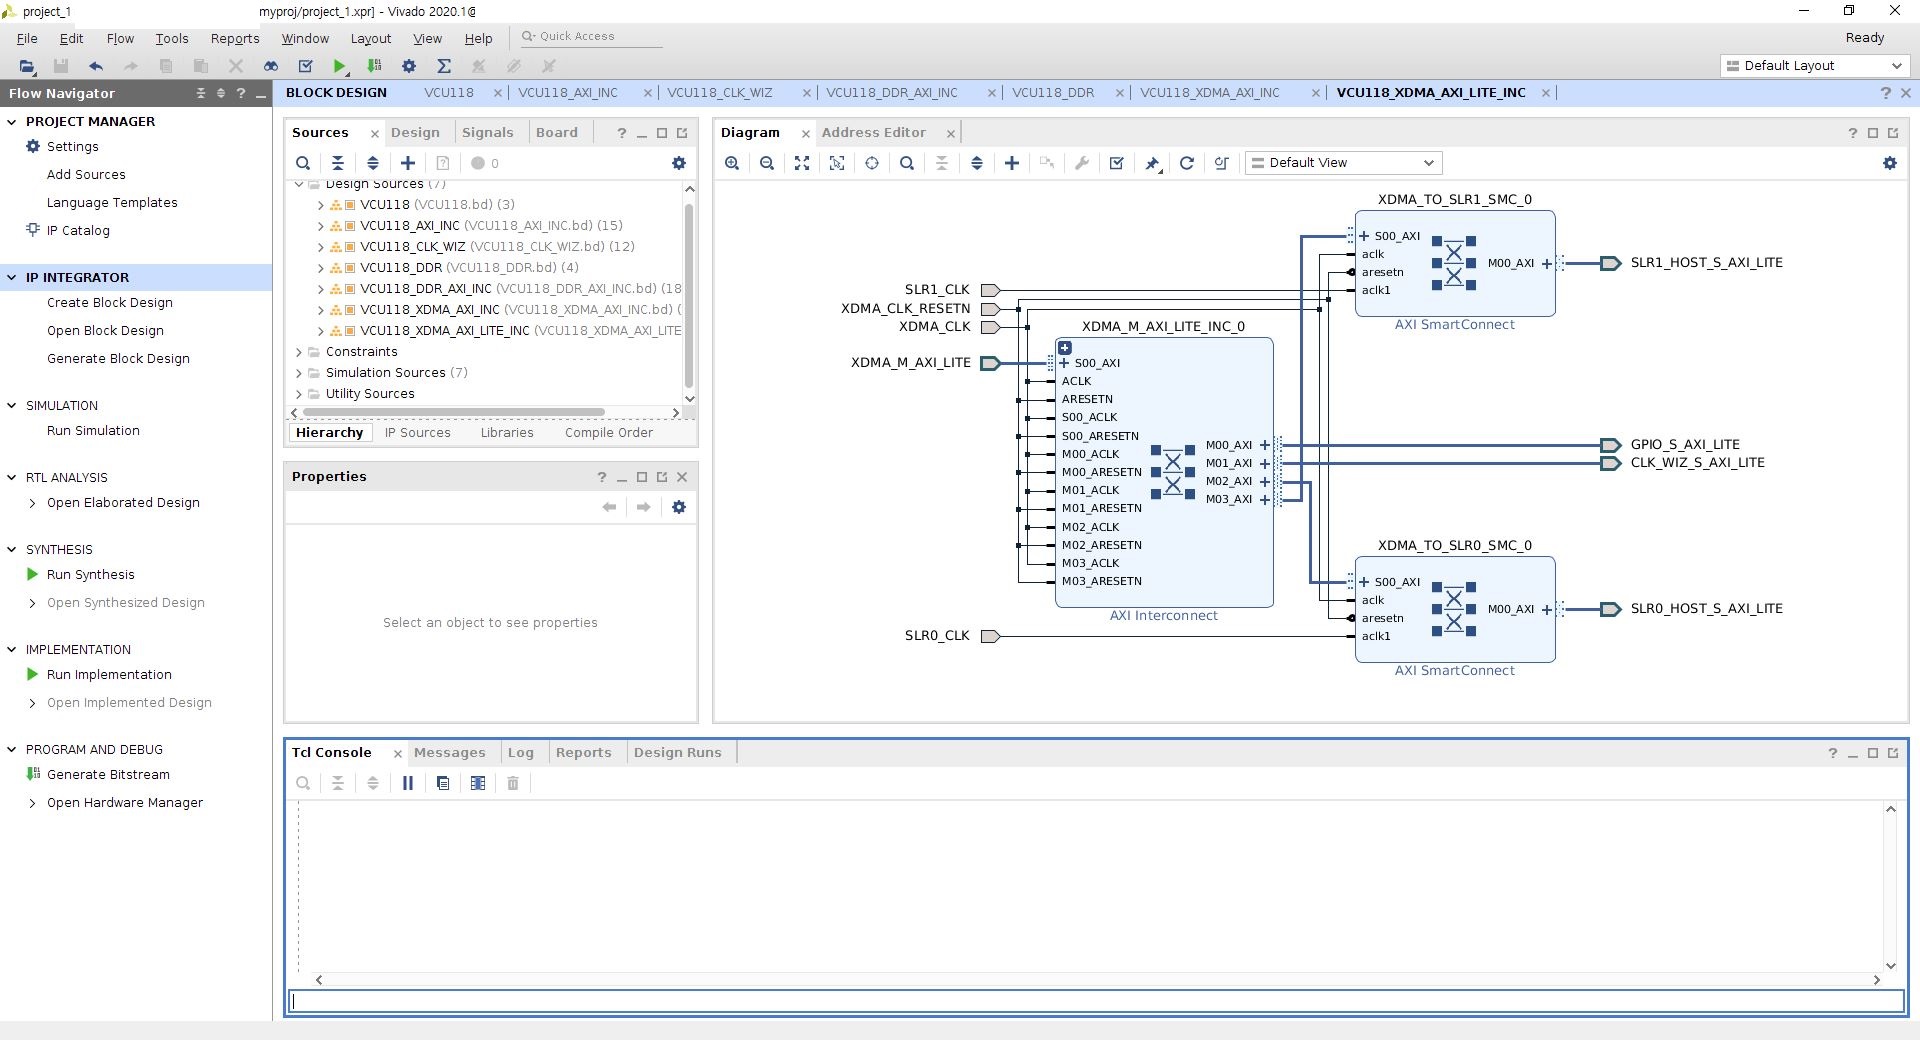 project_1 myproj/project_1.xpr] - Vivado 2020.1@
File Edit Flow Tools Reports Window Layout View Help Quick Access Ready
Default Layout
Flow Navigator
PROJECT MANAGER
Settings
Add Sources
Language Templates
IP Catalog
IP INTEGRATOR
Create Block Design
Open Block Design
Generate Block Design
SIMULATION
Run Simulation
RTL ANALYSIS
Open Elaborated Design
SYNTHESIS
Run Synthesis
Open Synthesized Design
IMPLEMENTATION
Run Implementation
Open Implemented Design
PROGRAM AND DEBUG
Generate Bitstream
Open Hardware Manager
BLOCK DESIGN VCU118 VCU118_AXI_INC VCU118_CLK_WIZ VCU118_DDR_AXI_INC VCU118_DDR VCU118_XDMA_AXI_INC VCU118_XDMA_AXI_LITE_INC
Sources Design Signals Board
0
Design Sources (7)
VCU118 (VCU118.bd) (3)
VCU118_AXI_INC (VCU118_AXI_INC.bd) (15)
VCU118_CLK_WIZ (VCU118_CLK_WIZ.bd) (12)
VCU118_DDR (VCU118_DDR.bd) (4)
VCU118_DDR_AXI_INC (VCU118_DDR_AXI_INC.bd) (18
VCU118_XDMA_AXI_INC (VCU118_XDMA_AXI_INC.bd) (
VCU118_XDMA_AXI_LITE_INC (VCU118_XDMA_AXI_LITE
Constraints
Simulation Sources (7)
Utility Sources
Hierarchy IP Sources Libraries Compile Order
Properties
Select an object to see properties
Diagram Address Editor
Default View
XDMA_TO_SLR1_SMC_0
S00_AXI
aclk
aresetn
aclk1
M00_AXI
AXI SmartConnect
SLR1_HOST_S_AXI_LITE
SLR1_CLK
XDMA_CLK_RESETN
XDMA_CLK
XDMA_M_AXI_LITE
XDMA_M_AXI_LITE_INC_0
S00_AXI
ACLK
ARESETN
S00_ACLK
S00_ARESETN
M00_ACLK
M00_ARESETN
M01_ACLK
M01_ARESETN
M02_ACLK
M02_ARESETN
M03_ACLK
M03_ARESETN
M00_AXI
M01_AXI
M02_AXI
M03_AXI
AXI Interconnect
GPIO_S_AXI_LITE
CLK_WIZ_S_AXI_LITE
SLR0_CLK
XDMA_TO_SLR0_SMC_0
S00_AXI
aclk
aresetn
aclk1
M00_AXI
AXI SmartConnect
SLR0_HOST_S_AXI_LITE
Tcl Console Messages Log Reports Design Runs